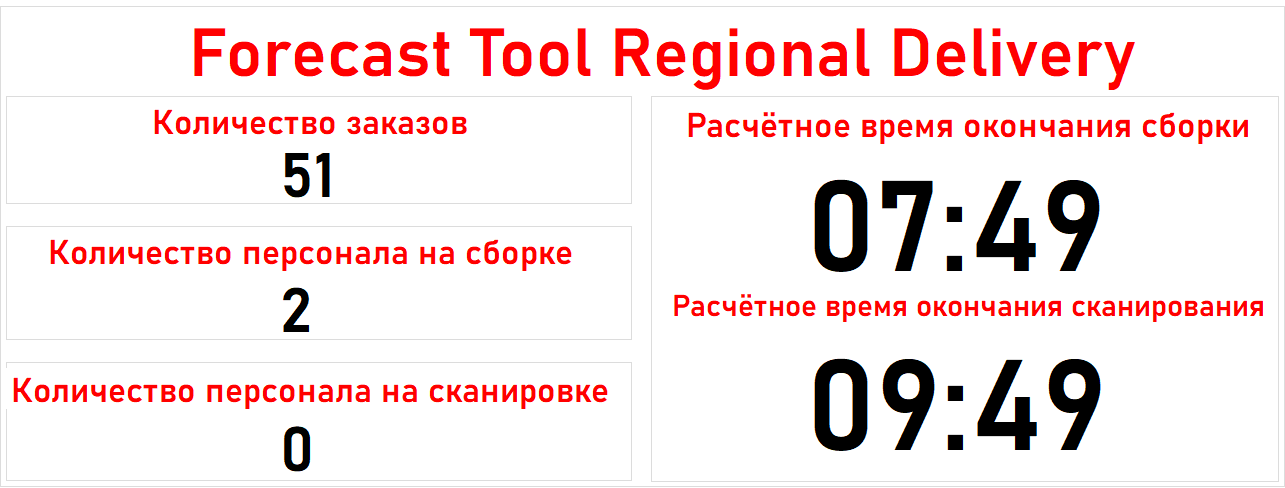 Forecast Tool Regional Delivery
Количество заказов
51
Количество персонала на сборке
2
Количество персонала на сканировке
0
Расчётное время окончания сборки
07:49
Расчётное время окончания сканирования
09:49